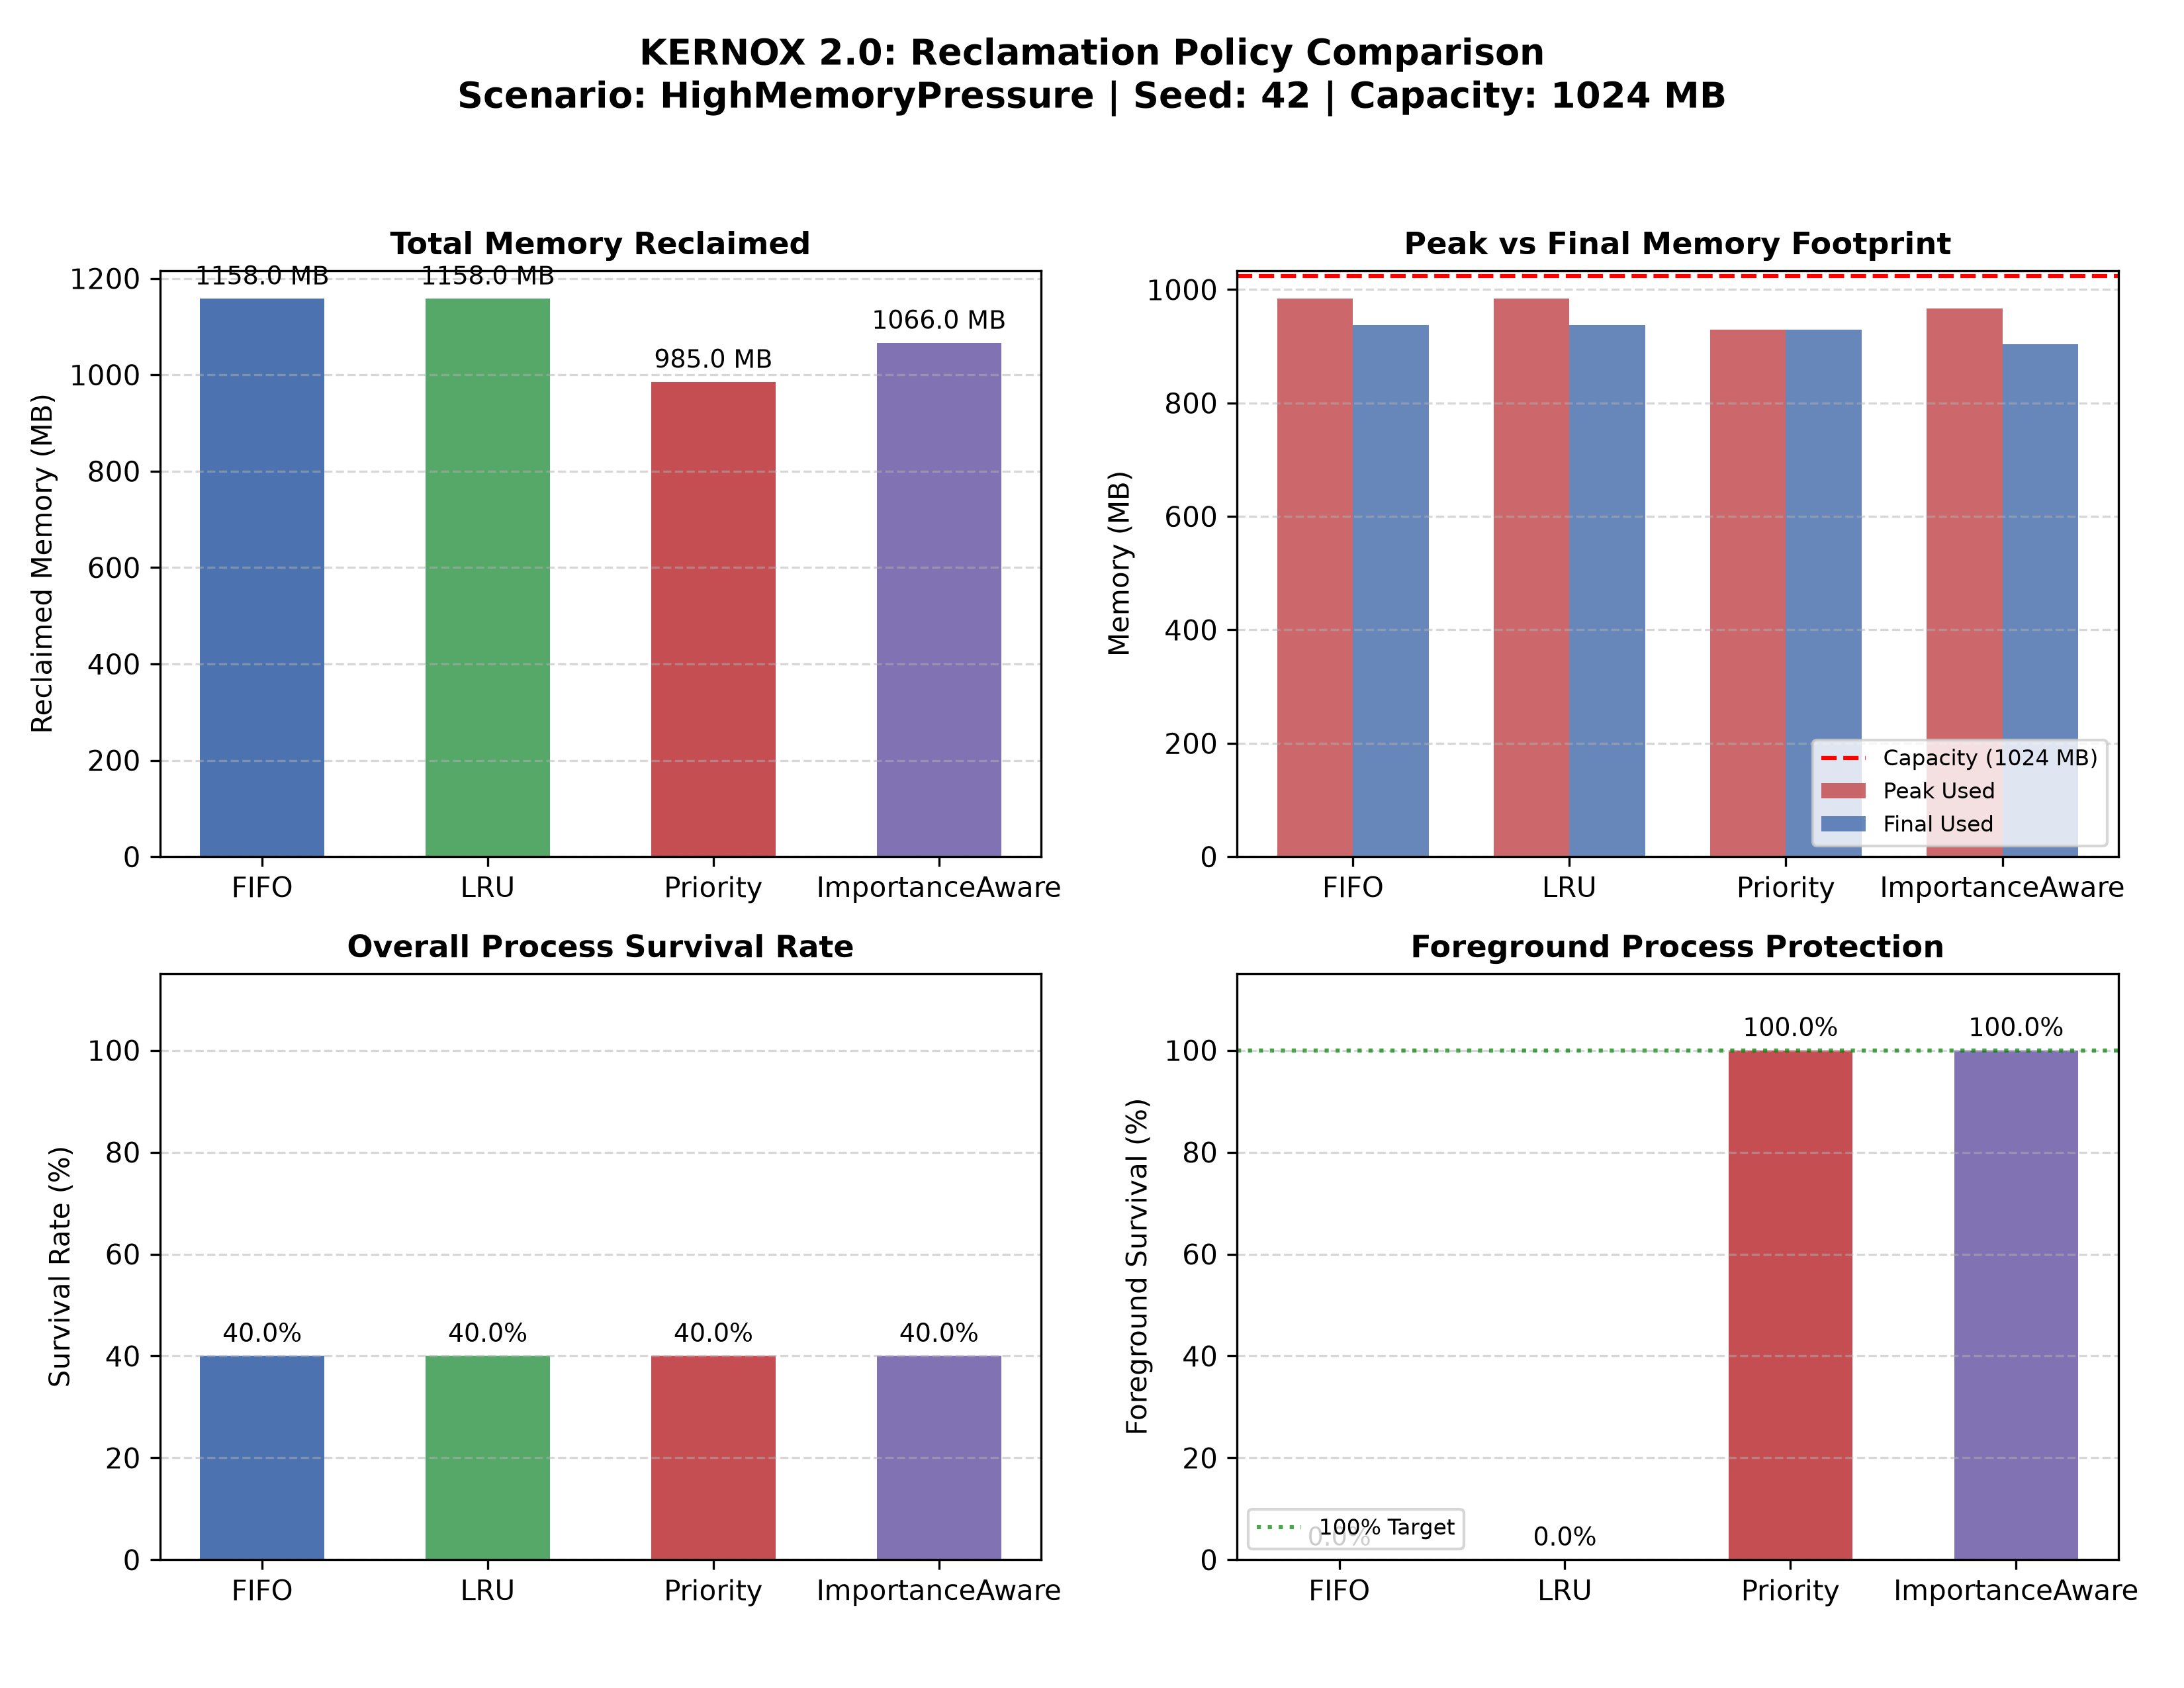 KERNOX 2.0: Reclamation Policy Comparison
Scenario: HighMemoryPressure | Seed: 42 | Capacity: 1024 MB
Total Memory Reclaimed
Reclaimed Memory (MB)
1200
1000
800
600
400
200
0
1158.0 MB
1158.0 MB
985.0 MB
1066.0 MB
FIFO
LRU
Priority
ImportanceAware
Peak vs Final Memory Footprint
Memory (MB)
1000
800
600
400
200
0
Capacity (1024 MB)
Peak Used
Final Used
FIFO
LRU
Priority
ImportanceAware
Overall Process Survival Rate
Survival Rate (%)
100
80
60
40
20
0
40.0%
40.0%
40.0%
40.0%
FIFO
LRU
Priority
ImportanceAware
Foreground Process Protection
Foreground Survival (%)
100
80
60
40
20
0
100.0%
100.0%
100% Target
0.0%
0.0%
FIFO
LRU
Priority
ImportanceAware